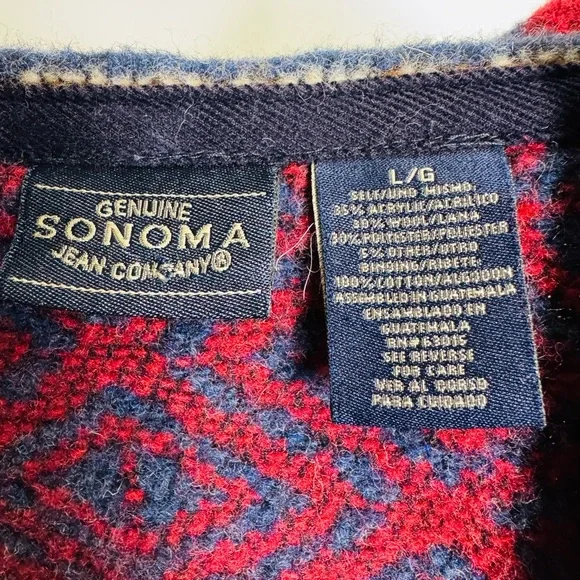 GENUINE
SONOMA
JEAN COMPANY®
L/G
SELF/UNO MISMO:
35% ACRYLIC/ACRILICO
30% WOOL/LANA
30% POLYESTER/POLIESTER
5% OTHER/OTRO
BINDING/RIBETE:
100% COTTON/ALGODON
ASSEMBLED IN GUATEMALA
ENSAMBLADO EN
GUATEMALA
RN# 63015
SEE REVERSE
FOR CARE
VER AL DORSO
PARA CUIDADO